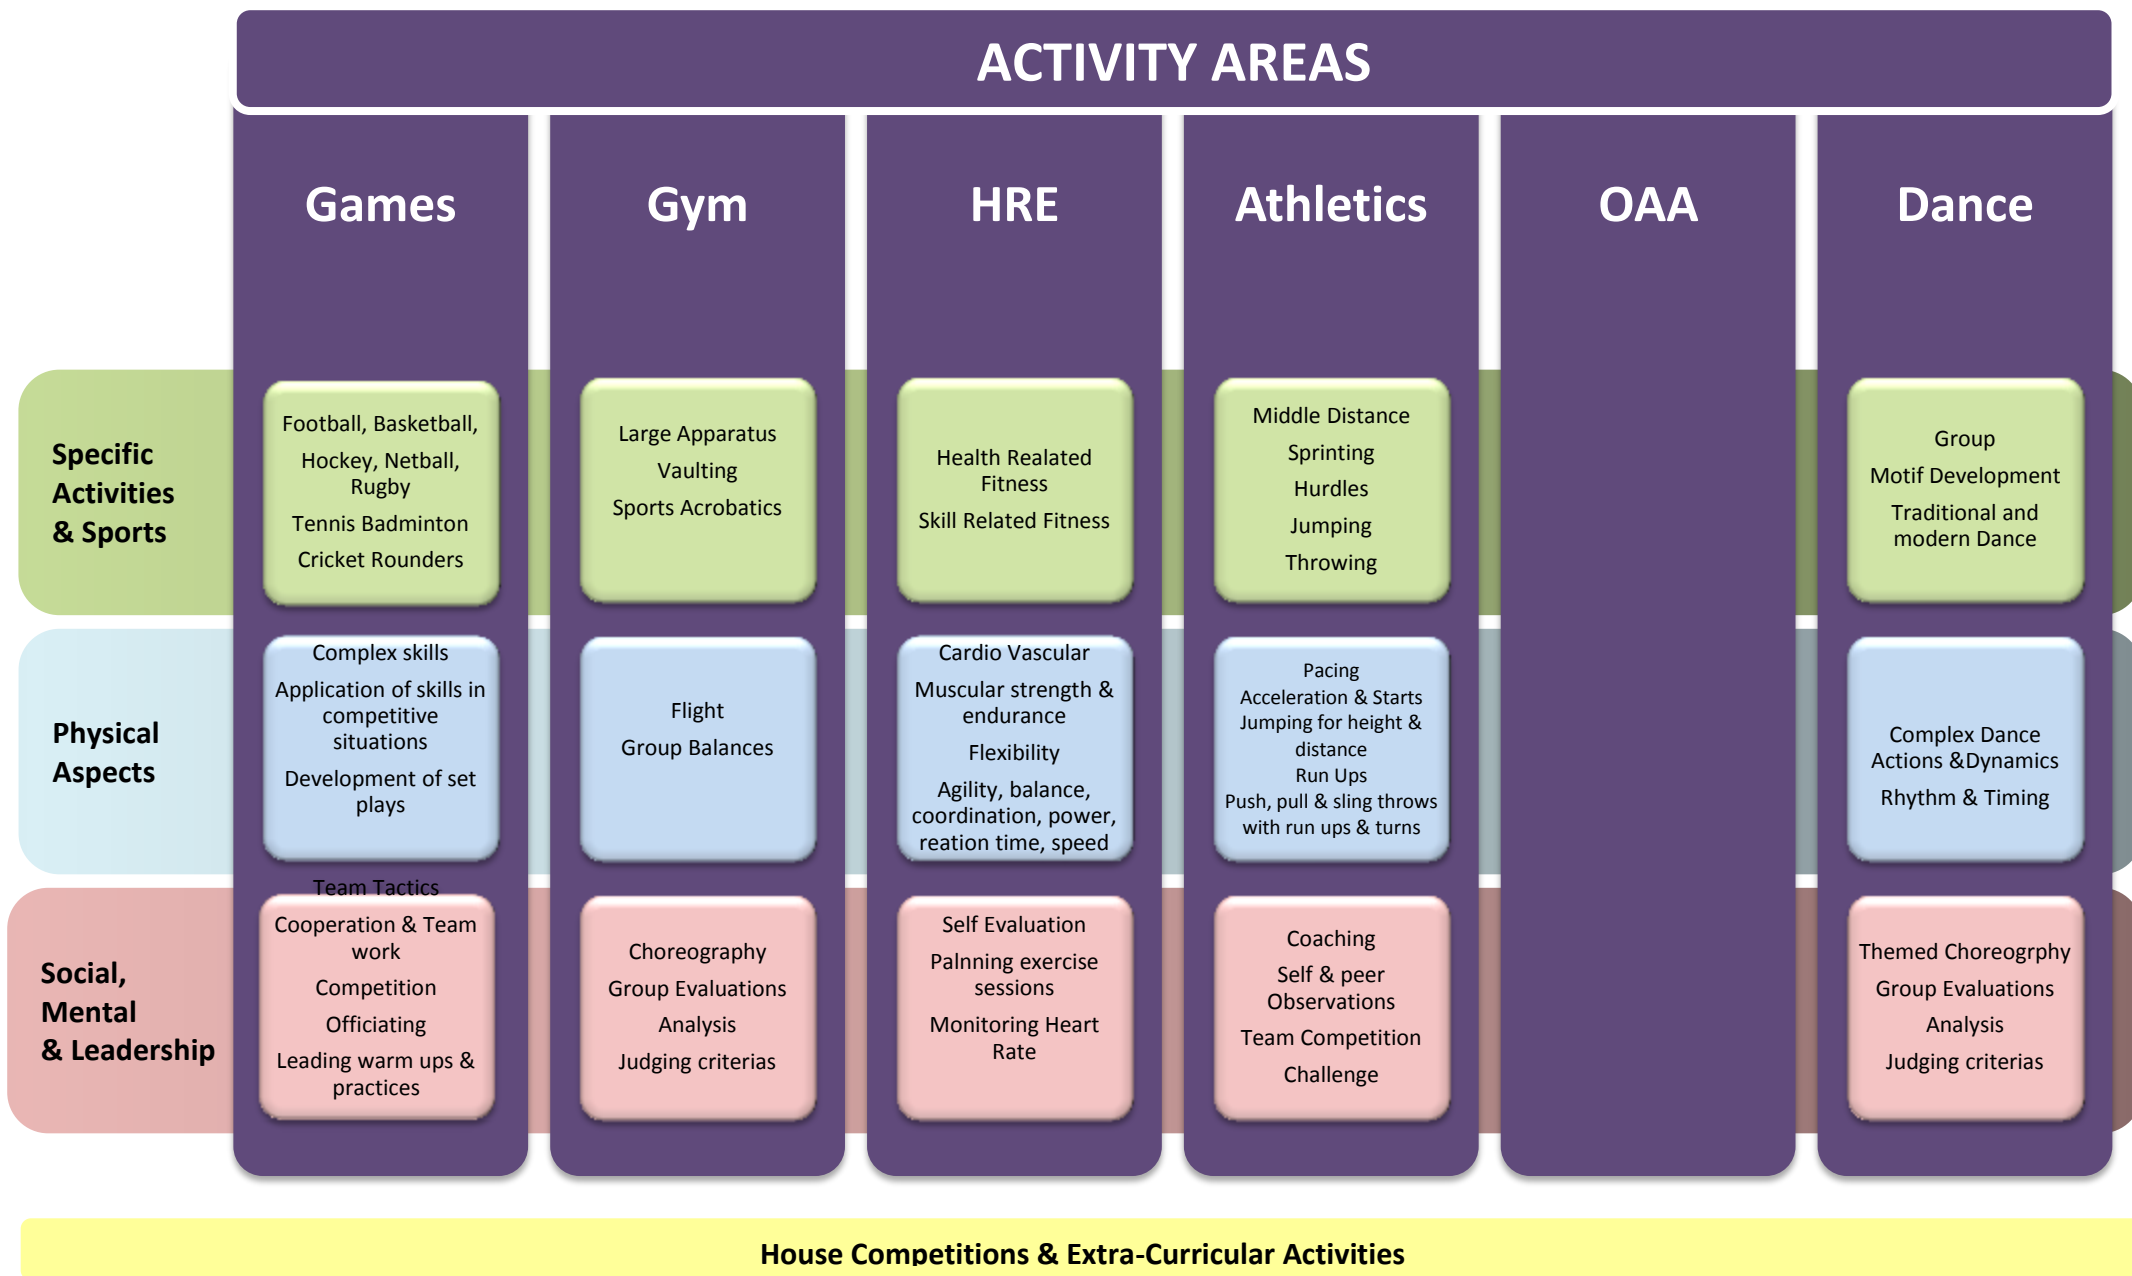 ACTIVITY AREAS
Games
Gym
HRE
Athletics
OAA
Dance
Specific
Activities
& Sports
Football, Basketball,
Hockey, Netball,
Rugby
Tennis Badminton
Cricket Rounders
Large Apparatus
Vaulting
Sports Acrobatics
Health Realated
Fitness
Skill Related Fitness
Middle Distance
Sprinting
Hurdles
Jumping
Throwing
Group
Motif Development
Traditional and
modern Dance
Physical
Aspects
Complex skills
Application of skills in
competitive
situations
Development of set
plays
Flight
Group Balances
Cardio Vascular
Muscular strength &
endurance
Flexibility
Agility, balance,
coordination, power,
reation time, speed
Pacing
Acceleration & Starts
Jumping for height &
distance
Run Ups
Push, pull & sling throws
with run ups & turns
Complex Dance
Actions &Dynamics
Rhythm & Timing
Social,
Mental
& Leadership
Team Tactics
Cooperation & Team
work
Competition
Officiating
Leading warm ups &
practices
Choreography
Group Evaluations
Analysis
Judging criterias
Self Evaluation
Palnning exercise
sessions
Monitoring Heart
Rate
Coaching
Self & peer
Observations
Team Competition
Challenge
Themed Choreogrphy
Group Evaluations
Analysis
Judging criterias
House Competitions & Extra-Curricular Activities